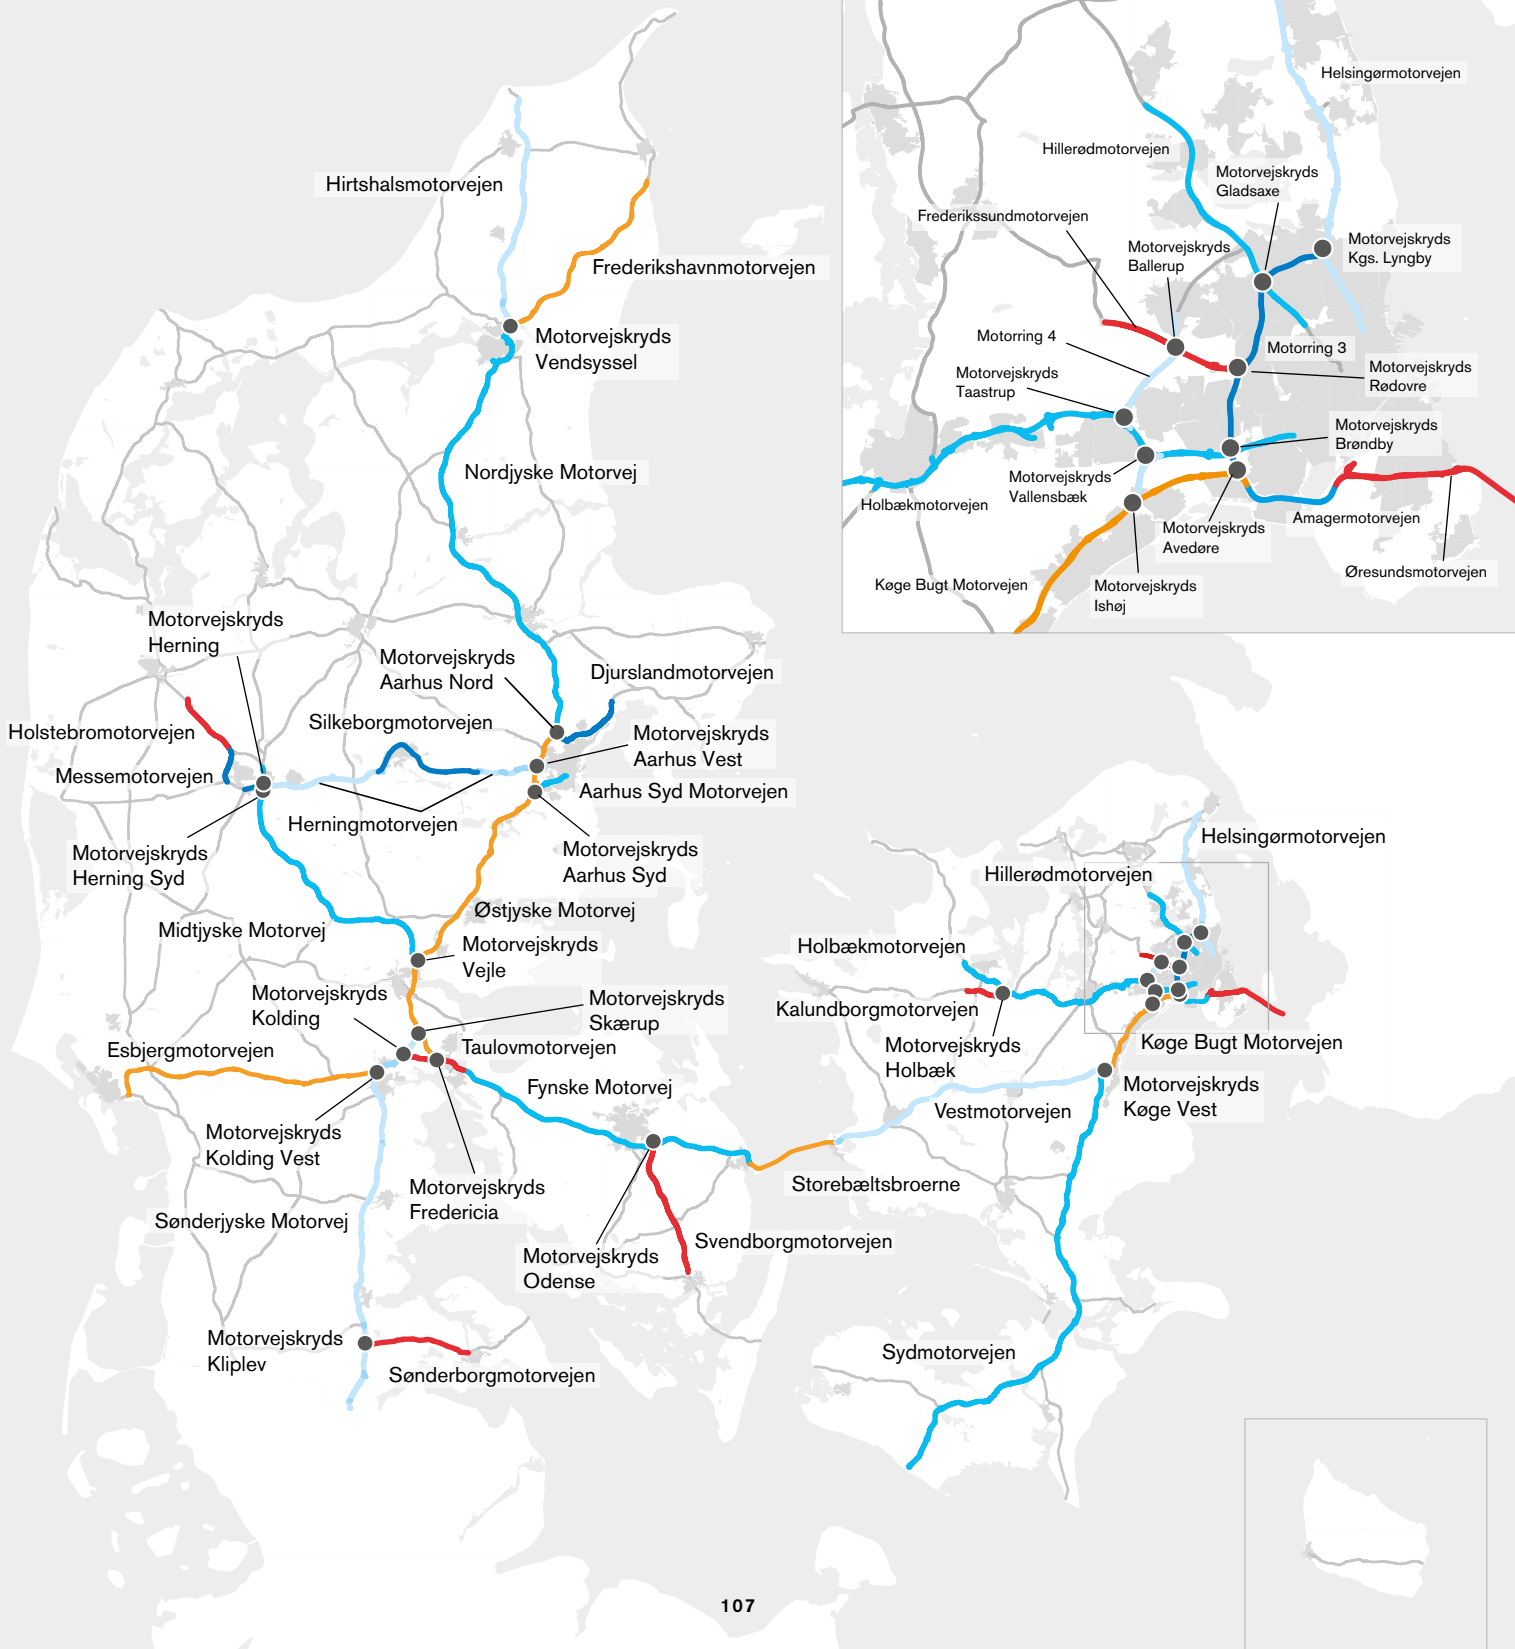 Hirtshalsmotorvejen
Frederikshavnmotorvejen
Motorvejskryds
Vendsyssel
Nordjyske Motorvej
Motorvejskryds
Herning
Motorvejskryds
Aarhus Nord
Djurslandmotorvejen
Holstebromotorvejen
Silkeborgmotorvejen
Motorvejskryds
Aarhus Vest
Messemotorvejen
Aarhus Syd Motorvejen
Herningmotorvejen
Motorvejskryds
Herning Syd
Motorvejskryds
Aarhus Syd
Østjyske Motorvej
Midtjyske Motorvej
Motorvejskryds
Vejle
Motorvejskryds
Kolding
Motorvejskryds
Skærup
Esbjergmotorvejen
Taulovmotorvejen
Fynske Motorvej
Motorvejskryds
Kolding Vest
Motorvejskryds
Fredericia
Sønderjyske Motorvej
Motorvejskryds
Odense
Svendborgmotorvejen
Storebæltsbroerne
Motorvejskryds
Kliplev
Sønderborgmotorvejen
Helsingørmotorvejen
Hillerødmotorvejen
Holbækmotorvejen
Kalundborgmotorvejen
Motorvejskryds
Holbæk
Køge Bugt Motorvejen
Motorvejskryds
Køge Vest
Vestmotorvejen
Sydmotorvejen
Helsingørmotorvejen
Hillerødmotorvejen
Motorvejskryds
Gladsaxe
Frederikssundmotorvejen
Motorvejskryds
Ballerup
Motorvejskryds
Kgs. Lyngby
Motorring 4
Motorring 3
Motorvejskryds
Taastrup
Motorvejskryds
Rødovre
Motorvejskryds
Brøndby
Motorvejskryds
Vallensbæk
Holbækmotorvejen
Motorvejskryds
Avedøre
Amagermotorvejen
Øresundsmotorvejen
Køge Bugt Motorvejen
Motorvejskryds
Ishøj
107